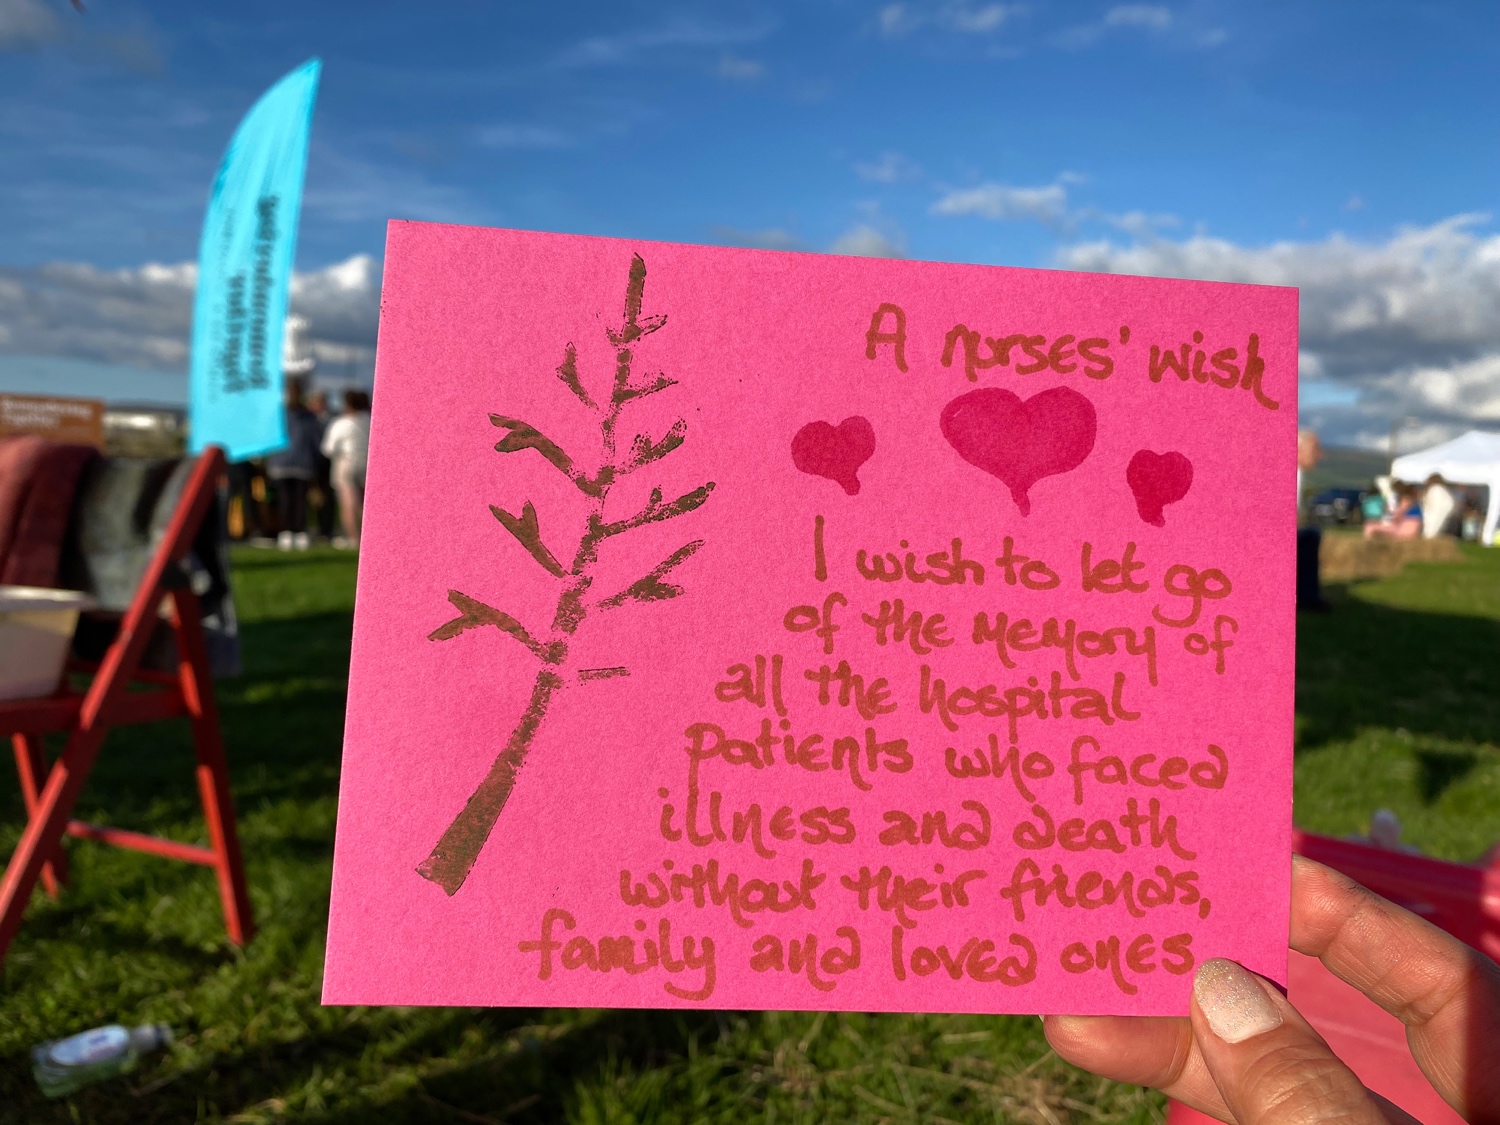 A nurses' wish
I wish to let go
of the memory of
all the hospital
patients who faced
illness and death
without their friends,
family and loved ones